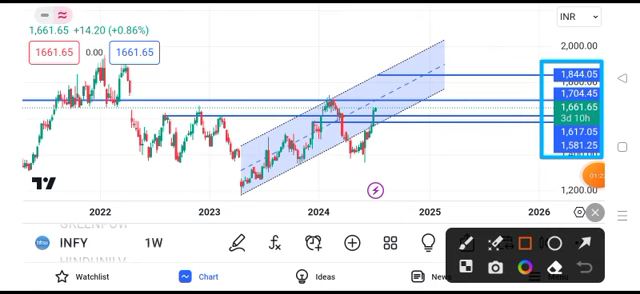 INR
1,661.65 +14.20 (+0.86%)
1661.65 0.00 1661.65
2,000.00
1,844.05
1,704.45
1,661.65
3d 10h
1,617.05
1,581.25
1,200.00
2022 2023 2024 2025 2026
INFY 1W
Watchlist Chart Ideas News